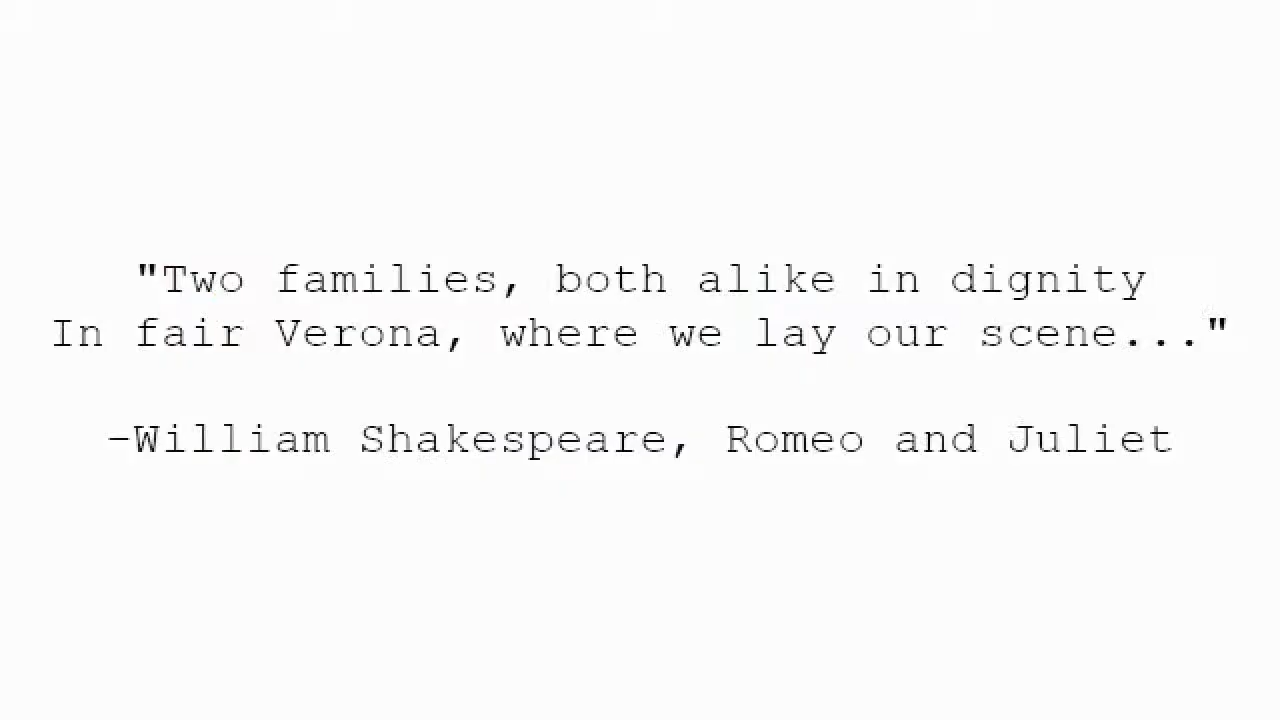 "Two families, both alike in dignity
In fair Verona, where we lay our scene..."
-William Shakespeare, Romeo and Juliet